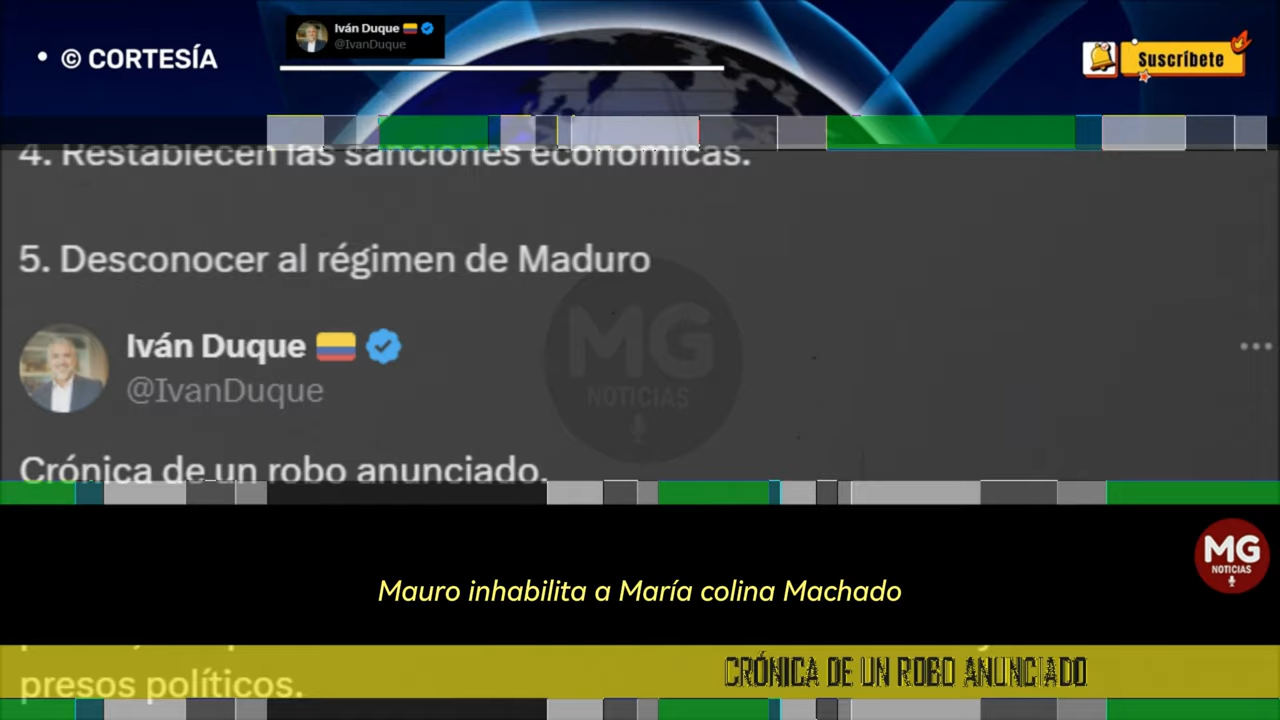 Iván Duque
@IvanDuque
• © CORTESÍA
Suscríbete
4. Restablecen las sanciones económicas.
5. Desconocer al régimen de Maduro
Iván Duque
@IvanDuque
MG
NOTICIAS
Crónica de un robo anunciado.
MG
NOTICIAS
Mauro inhabilita a María colina Machado
CRÓNICA DE UN ROBO ANUNCIADO
presos políticos.